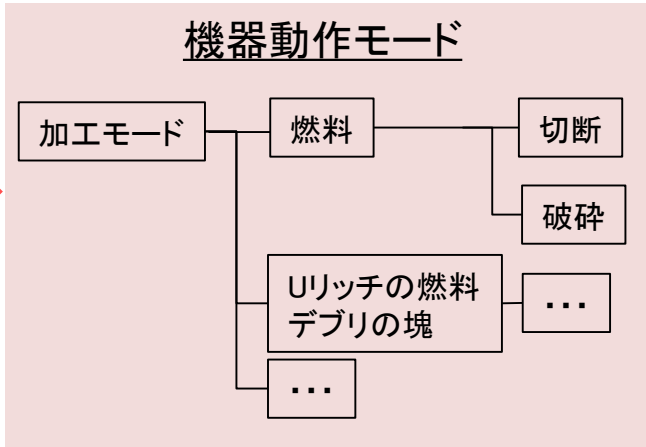 機器動作モード
加工モード
燃料
切断
破砕
Uリッチの燃料
デブリの塊
・・・
・・・